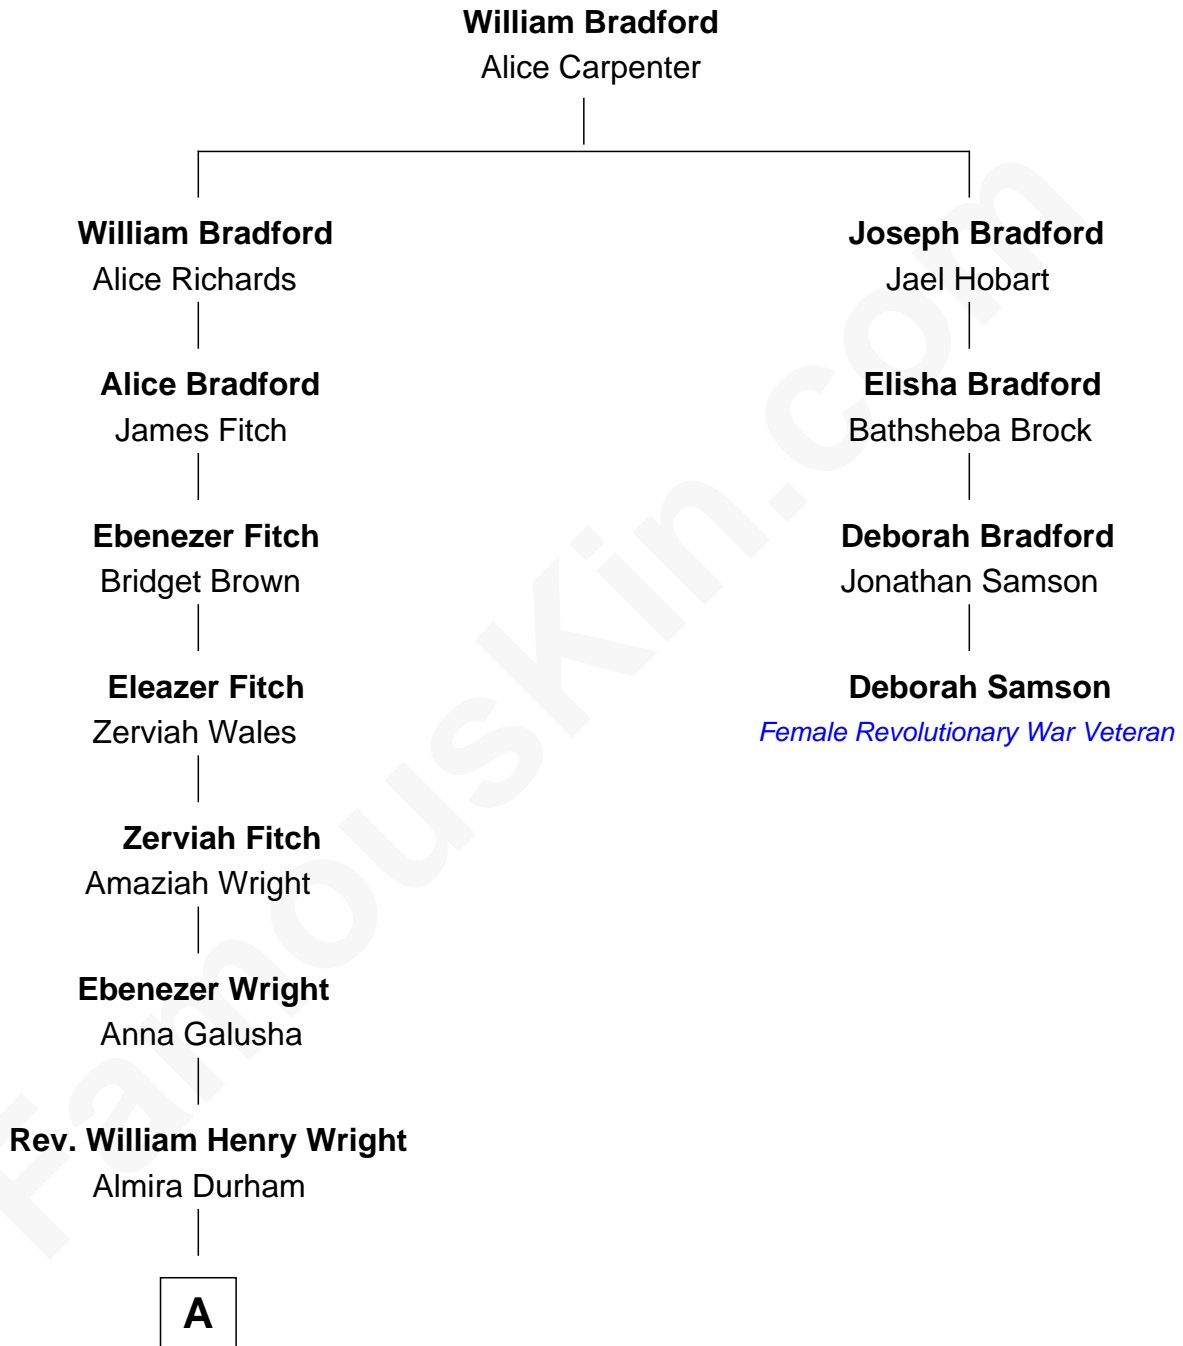 William Bradford
Alice Carpenter
William Bradford
Alice Richards
Joseph Bradford
Jael Hobart
Alice Bradford
James Fitch
Elisha Bradford
Bathsheba Brock
Ebenezer Fitch
Bridget Brown
Deborah Bradford
Jonathan Samson
Eleazer Fitch
Zerviah Wales
Deborah Samson
Female Revolutionary War Veteran
Zerviah Fitch
Amaziah Wright
Ebenezer Wright
Anna Galusha
Rev. William Henry Wright
Almira Durham
A
FamousKin.com